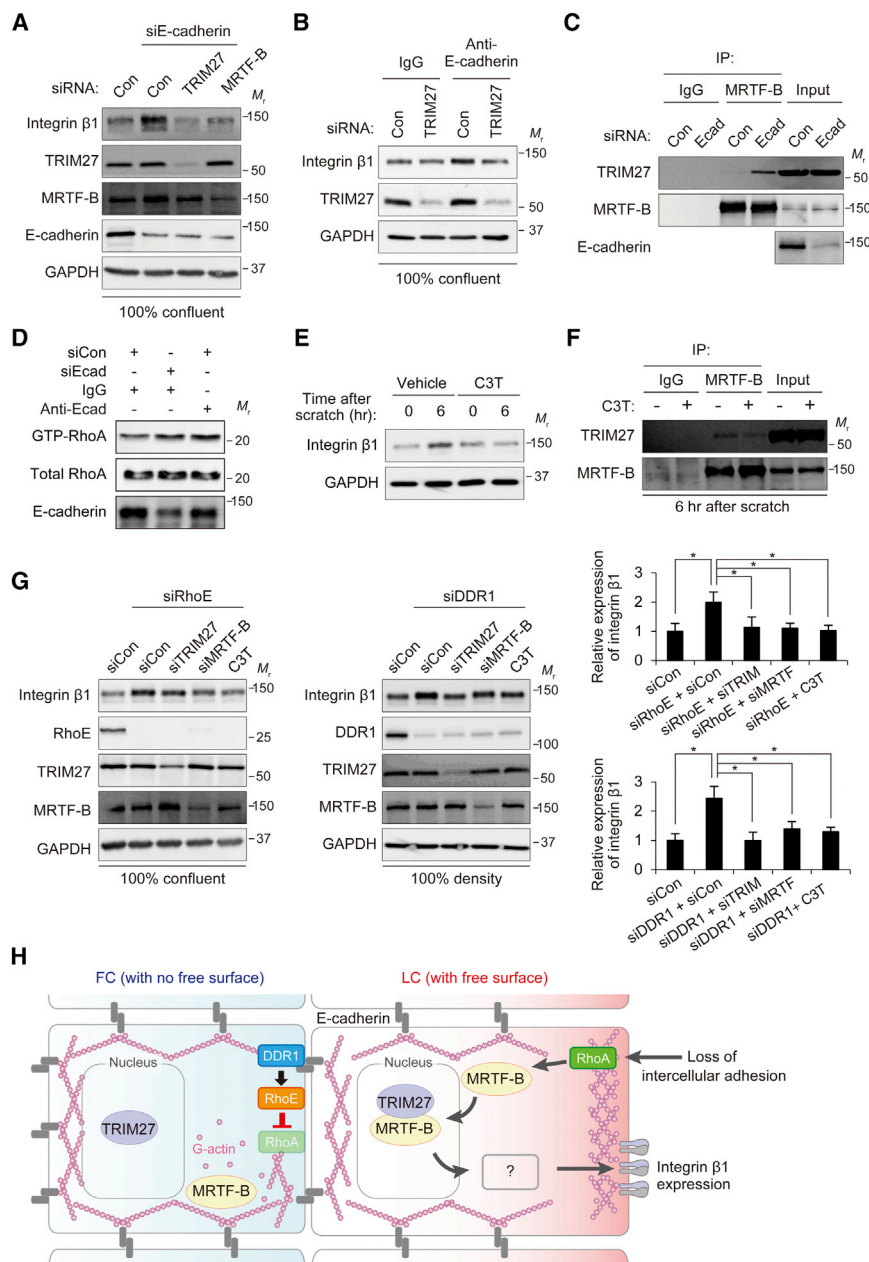 A
siE-cadherin
siRNA: Con Con TRIM27 MRTF-B
Mr
Integrin β1 -150
TRIM27 -50
MRTF-B -150
E-cadherin -150
GAPDH -37
100% confluent
B
IgG Anti-E-cadherin
siRNA: Con TRIM27 Con TRIM27
Mr
Integrin β1 -150
TRIM27 -50
GAPDH -37
100% confluent
C
IP:
IgG MRTF-B Input
siRNA: Con Ecad Con Ecad Con Ecad
Mr
TRIM27 -50
MRTF-B -150
E-cadherin -150
D
siCon + - +
siEcad - + -
IgG + + -
Anti-Ecad - - +
Mr
GTP-RhoA -20
Total RhoA -20
E-cadherin -150
E
Vehicle C3T
Time after scratch (hr): 0 6 0 6
Mr
Integrin β1 -150
GAPDH -37
F
IP:
IgG MRTF-B Input
C3T: - + - + - +
Mr
TRIM27 -50
MRTF-B -150
6 hr after scratch
G
siRhoE
siCon siCon siTRIM27 siMRTF-B C3T
Mr
Integrin β1 -150
RhoE -25
TRIM27 -50
MRTF-B -150
GAPDH -37
100% confluent
siDDR1
siCon siCon siTRIM27 siMRTF-B C3T
Mr
Integrin β1 -150
DDR1 -100
TRIM27 -50
MRTF-B -150
GAPDH -37
100% density
Relative expression
of integrin β1
3
2
1
0
* * * *
siCon
siRhoE + siCon
siRhoE + siTRIM
siRhoE + siMRTF
siRhoE + C3T
Relative expression
of integrin β1
3
2
1
0
* * * *
siCon
siDDR1 + siCon
siDDR1 + siTRIM
siDDR1 + siMRTF
siDDR1+ C3T
H
FC (with no free surface)
LC (with free surface)
E-cadherin
Nucleus
TRIM27
DDR1
RhoE
RhoA
G-actin
MRTF-B
Nucleus
TRIM27
MRTF-B
MRTF-B
RhoA
Loss of
intercellular adhesion
?
Integrin β1
expression